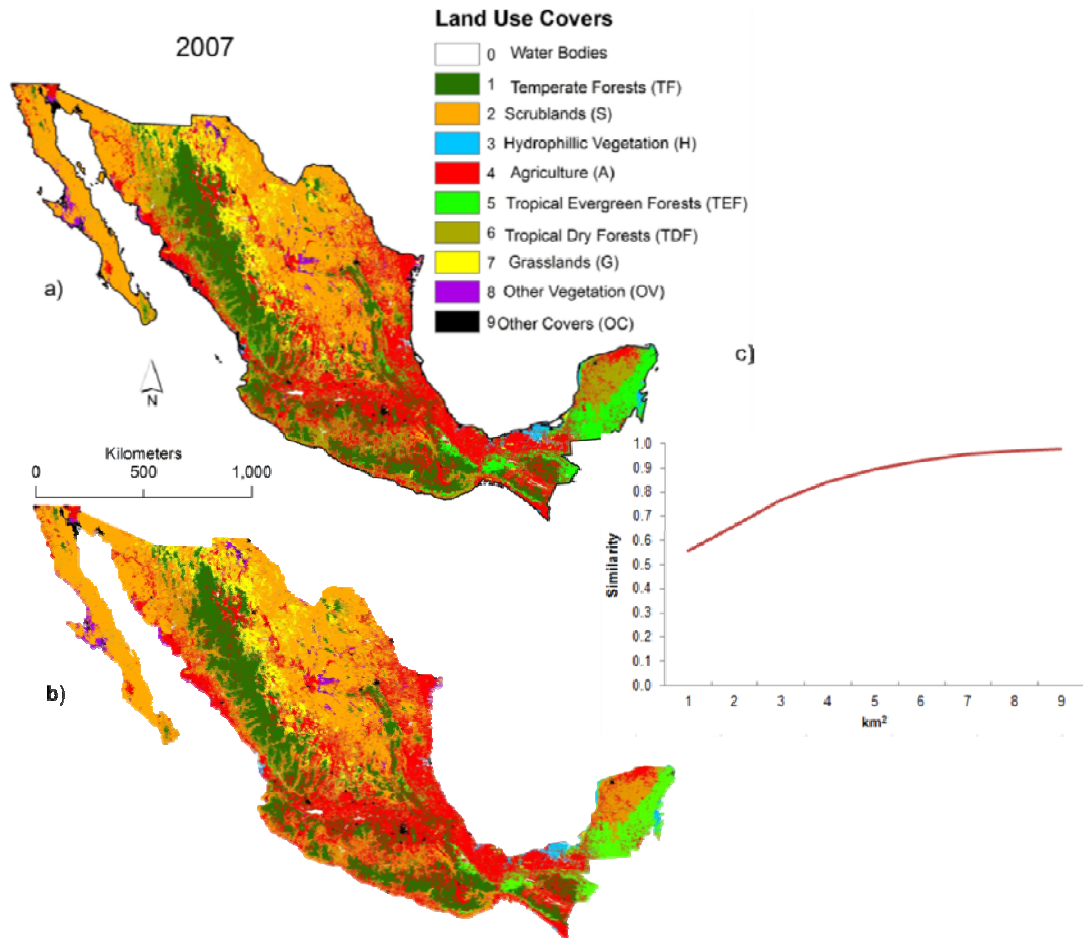 2007
Land Use Covers
0 Water Bodies
1 Temperate Forests (TF)
2 Scrublands (S)
3 Hydrophillic Vegetation (H)
4 Agriculture (A)
5 Tropical Evergreen Forests (TEF)
6 Tropical Dry Forests (TDF)
7 Grasslands (G)
8 Other Vegetation (OV)
9 Other Covers (OC)
a)
N
Kilometers
0 500 1,000
b)
c)
1.0
0.9
0.8
0.7
0.6
0.5
0.4
0.3
0.2
0.1
0.0
Similarity
1 2 3 4 5 6 7 8 9
km²